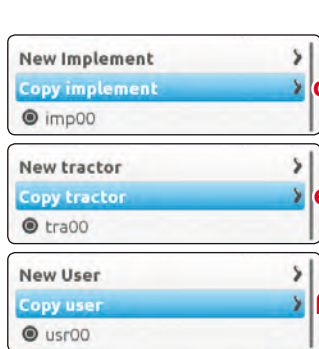 New Implement
Copy implement
imp00
New tractor
Copy tractor
tra00
New User
Copy user
usr00